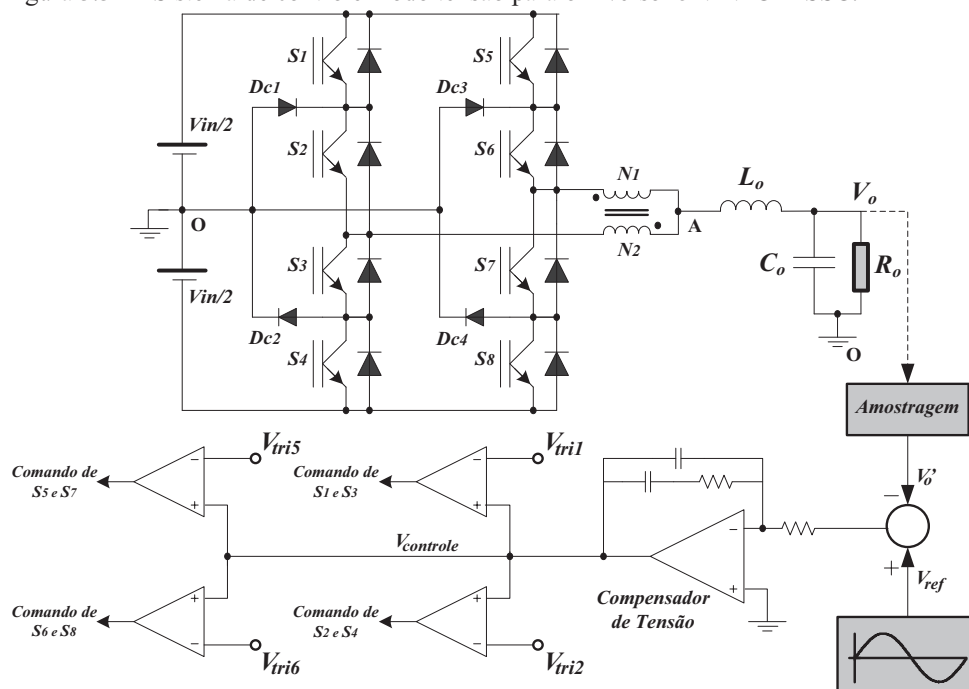 S1
S5
Dc1
Dc3
Vin/2
S2
S6
N1
Lo
Vo
O
A
N2
S3
S7
Co
Ro
Vin/2
Dc2
Dc4
O
S4
S8
Amostragem
Vtri5
Vtri1
Comando de
S5 e S7
Comando de
S1 e S3
Vo'
−
+
−
+
−
Vcontrole
−
+
Vref
+
Compensador
de Tensão
Comando de
S6 e S8
Comando de
S2 e S4
+
−
+
−
Vtri6
Vtri2